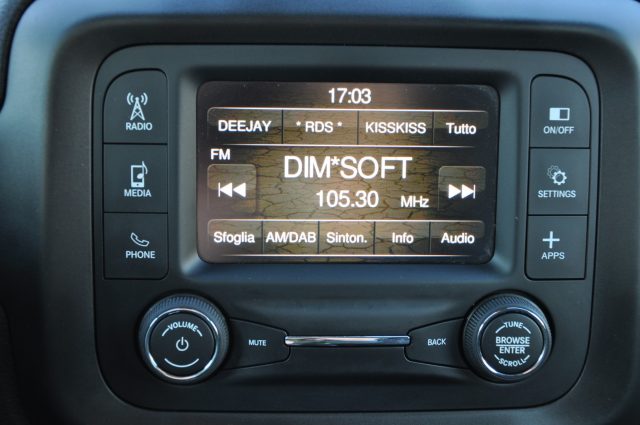 17:03
DEEJAY * RDS * KISSKISS Tutto
FM
DIM*SOFT
105.30 MHz
Sfoglia AM/DAB Sinton. Info Audio
RADIO
MEDIA
PHONE
ON/OFF
SETTINGS
APPS
VOLUME
MUTE
BACK
TUNE
BROWSE
ENTER
SCROLL